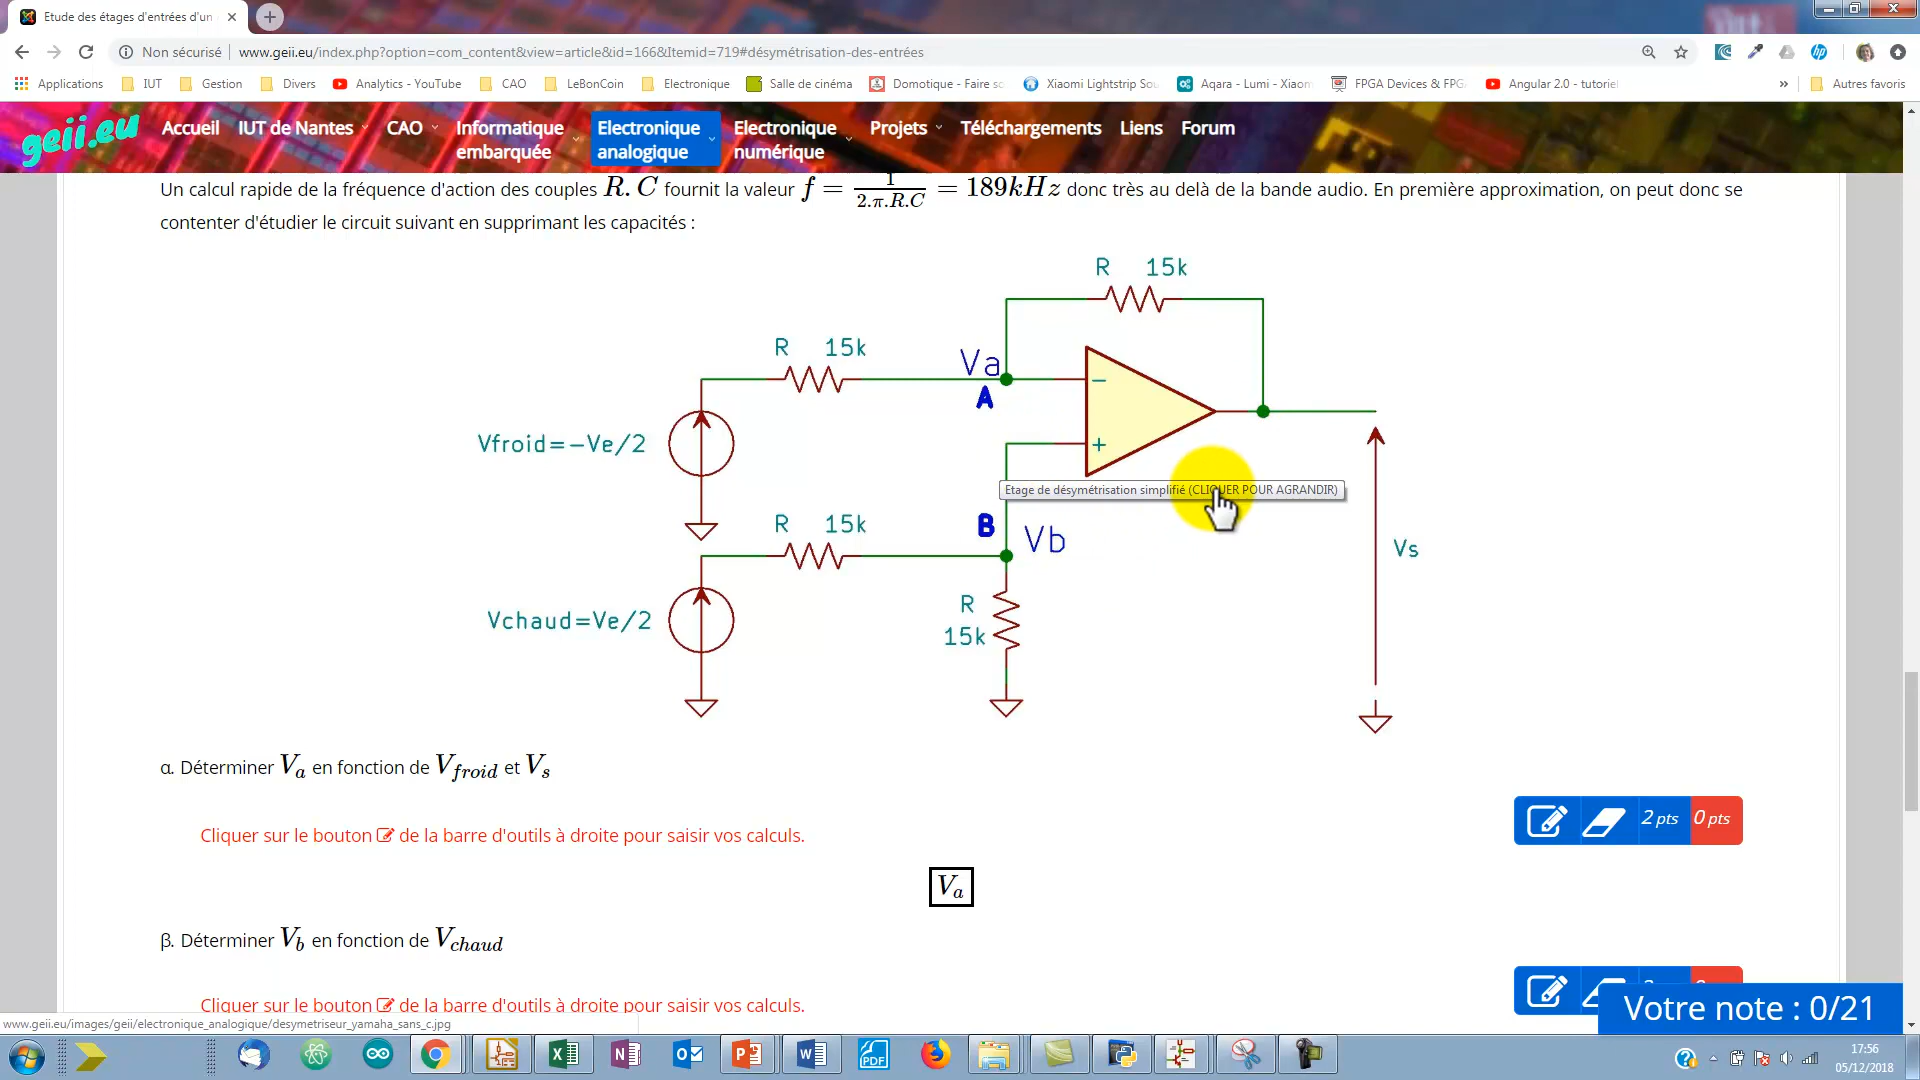 Etude des étages d'entrées d'un
Non sécurisé | www.geii.eu/index.php?option=com_content&view=article&id=166&Itemid=719#désymétrisation-des-entrées
Applications IUT Gestion Divers Analytics - YouTube CAO LeBonCoin Electronique Salle de cinéma Domotique - Faire so Xiaomi Lightstrip Sou Aqara - Lumi - Xiaom FPGA Devices & FPG Angular 2.0 - tutoriel » Autres favoris
geii.eu Accueil IUT de Nantes CAO Informatique embarquée Electronique analogique Electronique numérique Projets Téléchargements Liens Forum
Un calcul rapide de la fréquence d'action des couples R.C fournit la valeur f = 1/2.π.R.C = 189kHz donc très au delà de la bande audio. En première approximation, on peut donc se
contenter d'étudier le circuit suivant en supprimant les capacités :
R 15k
R 15k
Va
A
−
Vfroid=−Ve/2
+
Etage de désymétrisation simplifié (CLIQUER POUR AGRANDIR)
R 15k
B
Vb
Vs
Vchaud=Ve/2
R
15k
α. Déterminer Va en fonction de Vfroid et Vs
2 pts 0 pts
Cliquer sur le bouton de la barre d'outils à droite pour saisir vos calculs.
Va
β. Déterminer Vb en fonction de Vchaud
Cliquer sur le bouton de la barre d'outils à droite pour saisir vos calculs.
Votre note : 0/21
www.geii.eu/images/geii/electronique_analogique/desymetriseur_yamaha_sans_c.jpg
17:56
05/12/2018